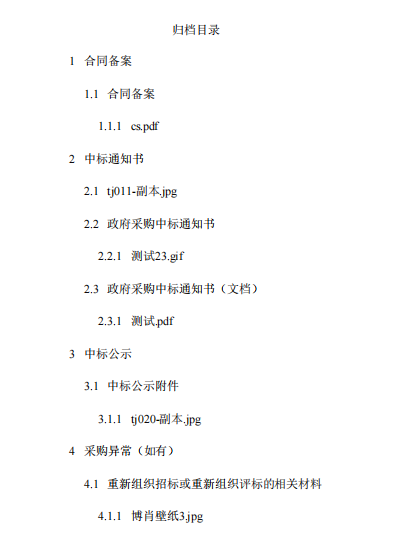 归档目录
1 合同备案
1.1 合同备案
1.1.1 cs.pdf
2 中标通知书
2.1 tj011-副本.jpg
2.2 政府采购中标通知书
2.2.1 测试23.gif
2.3 政府采购中标通知书（文档）
2.3.1 测试.pdf
3 中标公示
3.1 中标公示附件
3.1.1 tj020-副本.jpg
4 采购异常（如有）
4.1 重新组织招标或重新组织评标的相关材料
4.1.1 博肖壁纸3.jpg